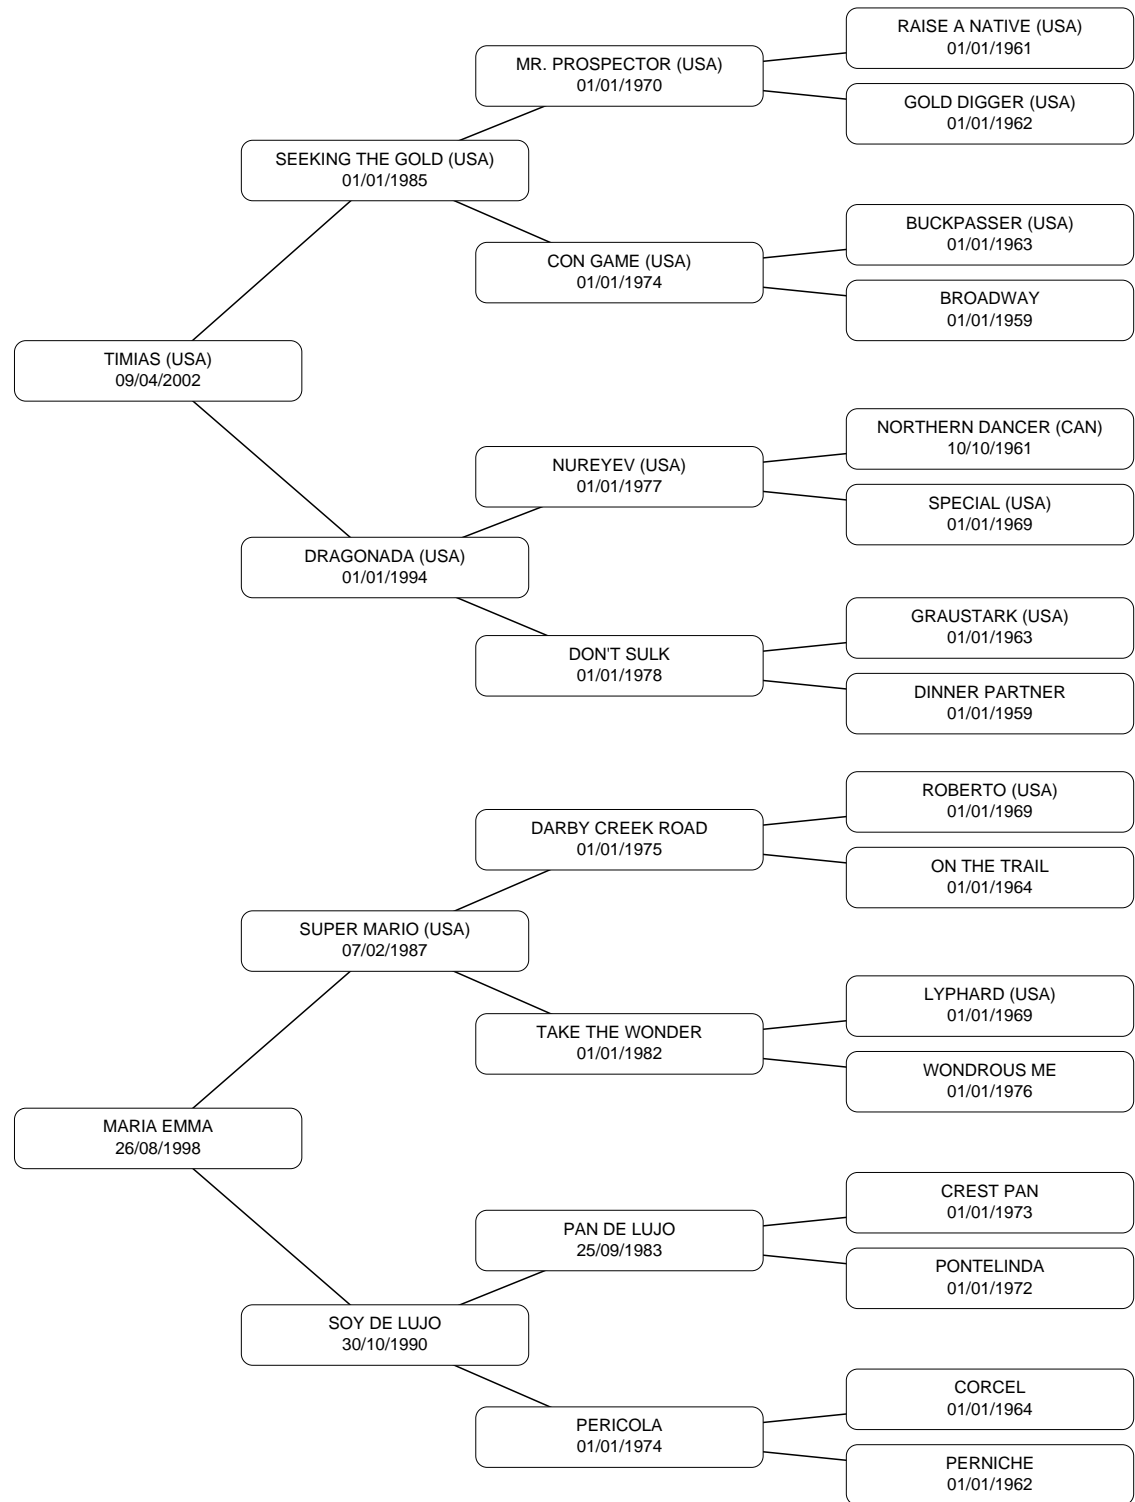 RAISE A NATIVE (USA)
01/01/1961
MR. PROSPECTOR (USA)
01/01/1970
GOLD DIGGER (USA)
01/01/1962
SEEKING THE GOLD (USA)
01/01/1985
BUCKPASSER (USA)
01/01/1963
CON GAME (USA)
01/01/1974
BROADWAY
01/01/1959
TIMIAS (USA)
09/04/2002
NORTHERN DANCER (CAN)
10/10/1961
NUREYEV (USA)
01/01/1977
SPECIAL (USA)
01/01/1969
DRAGONADA (USA)
01/01/1994
GRAUSTARK (USA)
01/01/1963
DON'T SULK
01/01/1978
DINNER PARTNER
01/01/1959
ROBERTO (USA)
01/01/1969
DARBY CREEK ROAD
01/01/1975
ON THE TRAIL
01/01/1964
SUPER MARIO (USA)
07/02/1987
LYPHARD (USA)
01/01/1969
TAKE THE WONDER
01/01/1982
WONDROUS ME
01/01/1976
MARIA EMMA
26/08/1998
CREST PAN
01/01/1973
PAN DE LUJO
25/09/1983
PONTELINDA
01/01/1972
SOY DE LUJO
30/10/1990
CORCEL
01/01/1964
PERICOLA
01/01/1974
PERNICHE
01/01/1962